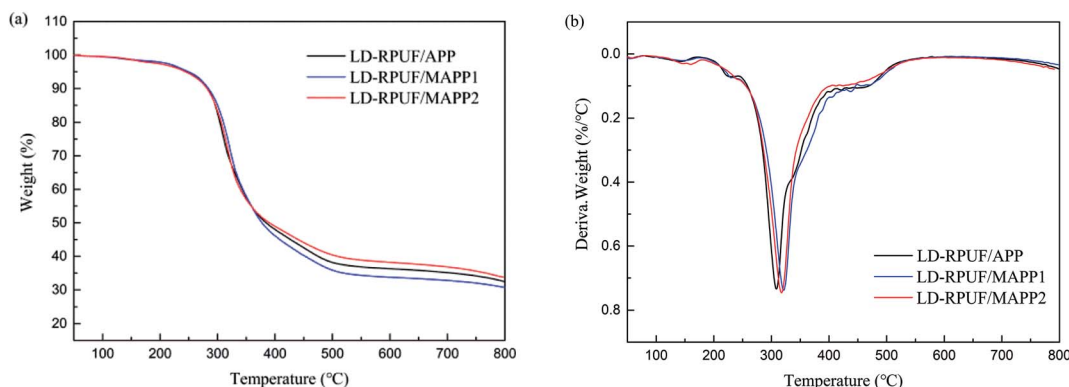 (a)
110
100
90
80
70
60
50
40
30
20
Weight (%)
LD-RPUF/APP
LD-RPUF/MAPP1
LD-RPUF/MAPP2
100 200 300 400 500 600 700 800
Temperature (℃)
(b)
0.0
0.2
0.4
0.6
0.8
Deriva.Weight (%/℃)
LD-RPUF/APP
LD-RPUF/MAPP1
LD-RPUF/MAPP2
100 200 300 400 500 600 700 800
Temperature (℃)